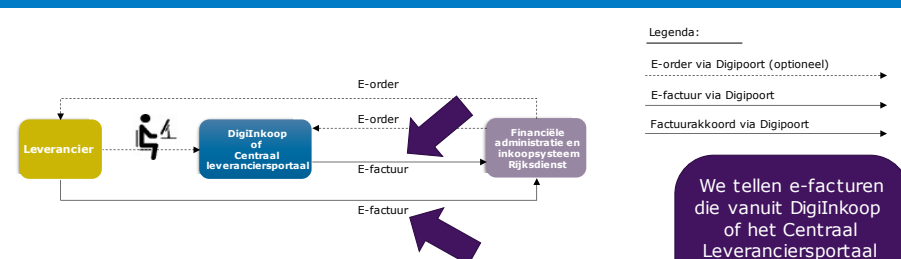 Legenda:
E-order via Digipoort (optioneel)
E-factuur via Digipoort
Factuurakkoord via Digipoort
E-order
E-order
Leverancier
DigiInkoop
of
Centraal
leveranciersportaal
Financiële
administratie en
inkoopsysteem
Rijksdienst
E-factuur
E-factuur
We tellen e-facturen
die vanuit DigiInkoop
of het Centraal
Leveranciersportaal